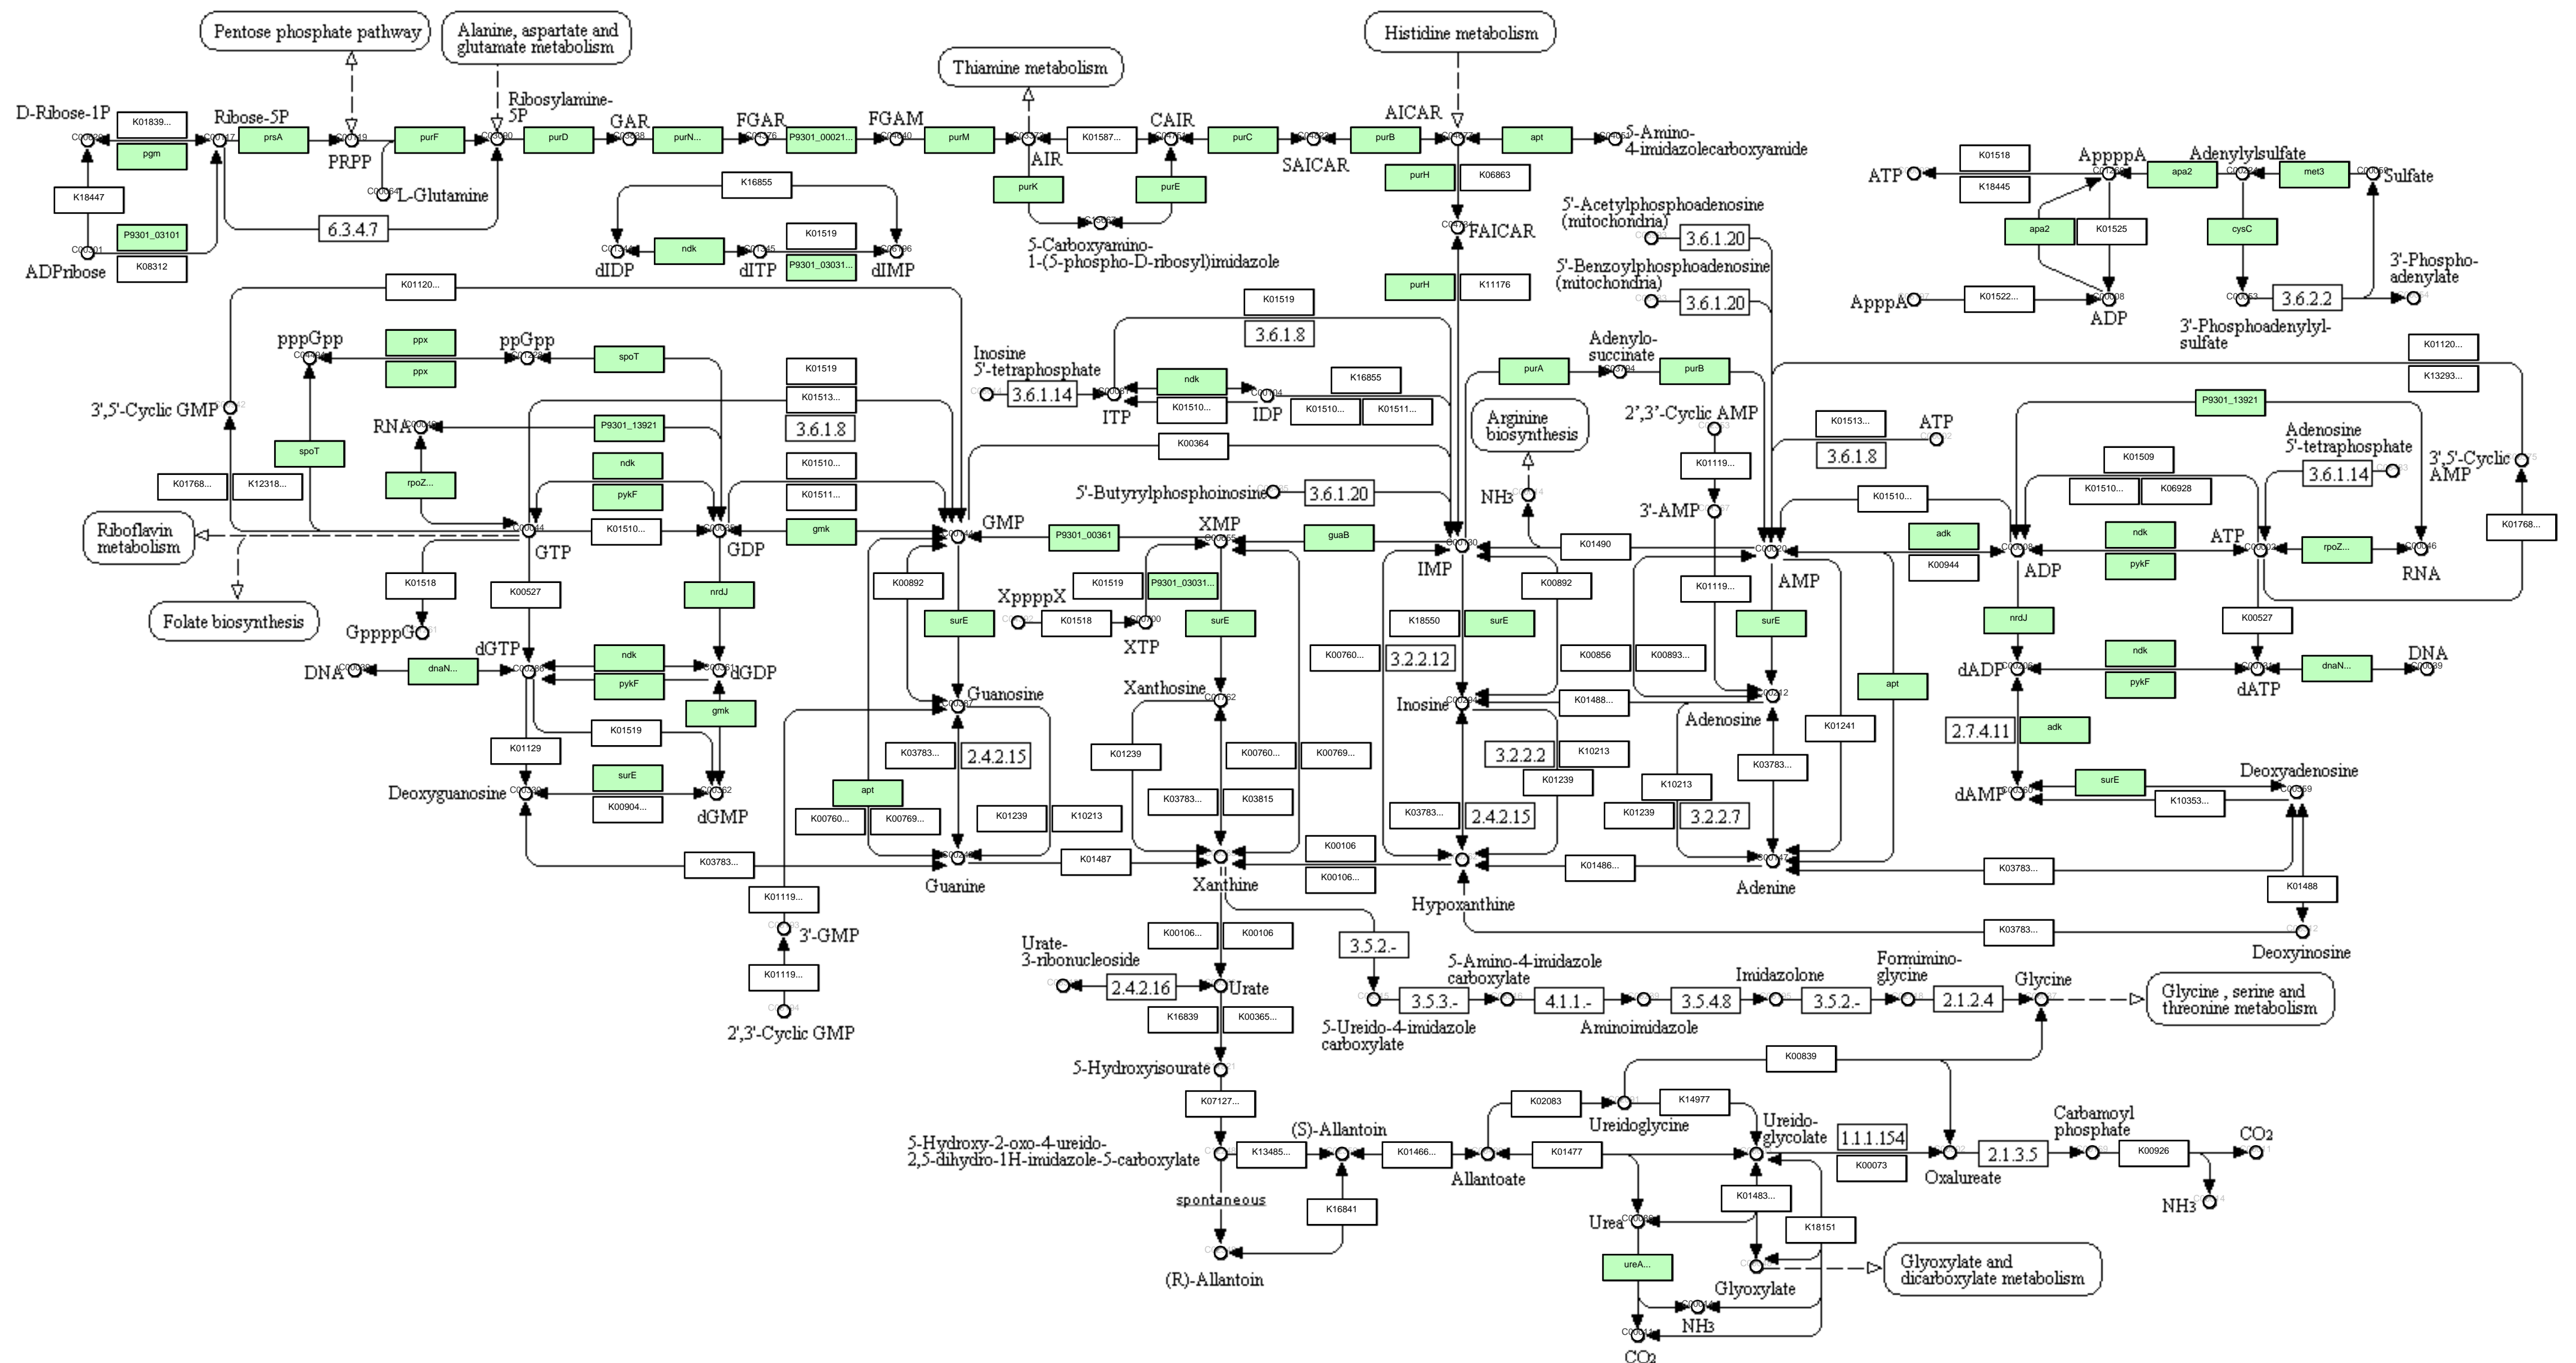 Pentose phosphate pathway
Alanine, aspartate and
glutamate metabolism
Thiamine metabolism
Histidine metabolism
D-Ribose-1P
K01839...
pgm
Ribose-5P
prsA
PRPP
purF
Ribosylamine-
5P
purD
GAR
purN...
FGAR
P9301_00021...
FGAM
purM
AIR
K01587...
CAIR
purC
SAICAR
purB
AICAR
apt
5-Amino-
4-imidazolecarboxyamide
K18447
P9301_03101
K08312
ADPribose
L-Glutamine
6.3.4.7
K16855
dIDP
ndk
dITP
K01519
P9301_03031...
dIMP
purK
purE
5-Carboxyamino-
1-(5-phospho-D-ribosyl)imidazole
purH
K06863
FAICAR
purH
K11176
5'-Acetylphosphoadenosine
(mitochondria)
3.6.1.20
5'-Benzoylphosphoadenosine
(mitochondria)
3.6.1.20
ATP
K01518
K18445
AppppA
apa2
Adenylylsulfate
met3
Sulfate
apa2
K01525
cysC
ApppA
K01522...
ADP
3.6.2.2
3'-Phospho-
adenylate
3'-Phosphoadenylyl-
sulfate
K01120...
pppGpp
ppx
ppx
ppGpp
spoT
K01519
K01513...
3.6.1.8
3',5'-Cyclic GMP
RNA
P9301_13921
spoT
rpoZ...
ndk
pykF
K01510...
K01511...
K01768...
K12318...
Riboflavin
metabolism
Folate biosynthesis
GTP
K01510...
GDP
gmk
GMP
K01518
GppppG
K00527
nrdJ
DNA
dnaN...
dGTP
ndk
pykF
dGDP
gmk
K01519
K01129
Deoxyguanosine
surE
K00904...
dGMP
K01519
3.6.1.8
Inosine
5'-tetraphosphate
3.6.1.14
ITP
ndk
K01510...
IDP
K16855
K01510...
K01511...
K00364
5'-Butyrylphosphoinosine
3.6.1.20
purA
Adenylo-
succinate
purB
Arginine
biosynthesis
NH3
2',3'-Cyclic AMP
K01119...
3'-AMP
K01119...
K01513...
3.6.1.8
ATP
K01120...
K13293...
P9301_13921
Adenosine
5'-tetraphosphate
3.6.1.14
3',5'-Cyclic
AMP
K01509
K01510...
K06928
K01510...
K01768...
P9301_00361
XMP
guaB
IMP
K01490
AMP
adk
K00944
ADP
ndk
pykF
ATP
rpoZ...
RNA
K00892
surE
K01519
P9301_03031...
XppppX
K01518
XTP
surE
K18550
surE
K00892
K00760...
3.2.2.12
K00856
K00893...
surE
apt
nrdJ
K00527
dADP
ndk
pykF
dATP
dnaN...
DNA
2.7.4.11
adk
dAMP
surE
K10353...
Deoxyadenosine
Guanosine
Xanthosine
Inosine
K01488...
Adenosine
K01241
K03783...
2.4.2.15
K01239
K00760...
K00769...
3.2.2.2
K10213
K01239
K03783...
K10213
apt
K00760...
K00769...
K01239
K10213
K03783...
K03815
K03783...
2.4.2.15
K01239
3.2.2.7
K03783...
Guanine
K01487
Xanthine
K00106
K00106...
Hypoxanthine
K01486...
Adenine
K03783...
K01488
K03783...
Deoxyinosine
K01119...
3'-GMP
K01119...
2',3'-Cyclic GMP
K00106...
K00106
Urate-
3-ribonucleoside
2.4.2.16
Urate
K16839
K00365...
5-Hydroxyisourate
K07127...
3.5.2.-
5-Ureido-4-imidazole
carboxylate
3.5.3.-
5-Amino-4-imidazole
carboxylate
4.1.1.-
Aminoimidazole
3.5.4.8
Imidazolone
3.5.2.-
Formimino-
glycine
2.1.2.4
Glycine
Glycine , serine and
threonine metabolism
5-Hydroxy-2-oxo-4-ureido-
2,5-dihydro-1H-imidazole-5-carboxylate
K13485...
(S)-Allantoin
K01466...
Allantoate
K01477
K02083
Ureidoglycine
K14977
K00839
Ureido-
glycolate
1.1.1.154
K00073
Oxalureate
2.1.3.5
Carbamoyl
phosphate
K00926
CO2
NH3
spontaneous
K16841
(R)-Allantoin
Urea
K01483...
K18151
ureA...
Glyoxylate
Glyoxylate and
dicarboxylate metabolism
NH3
CO2